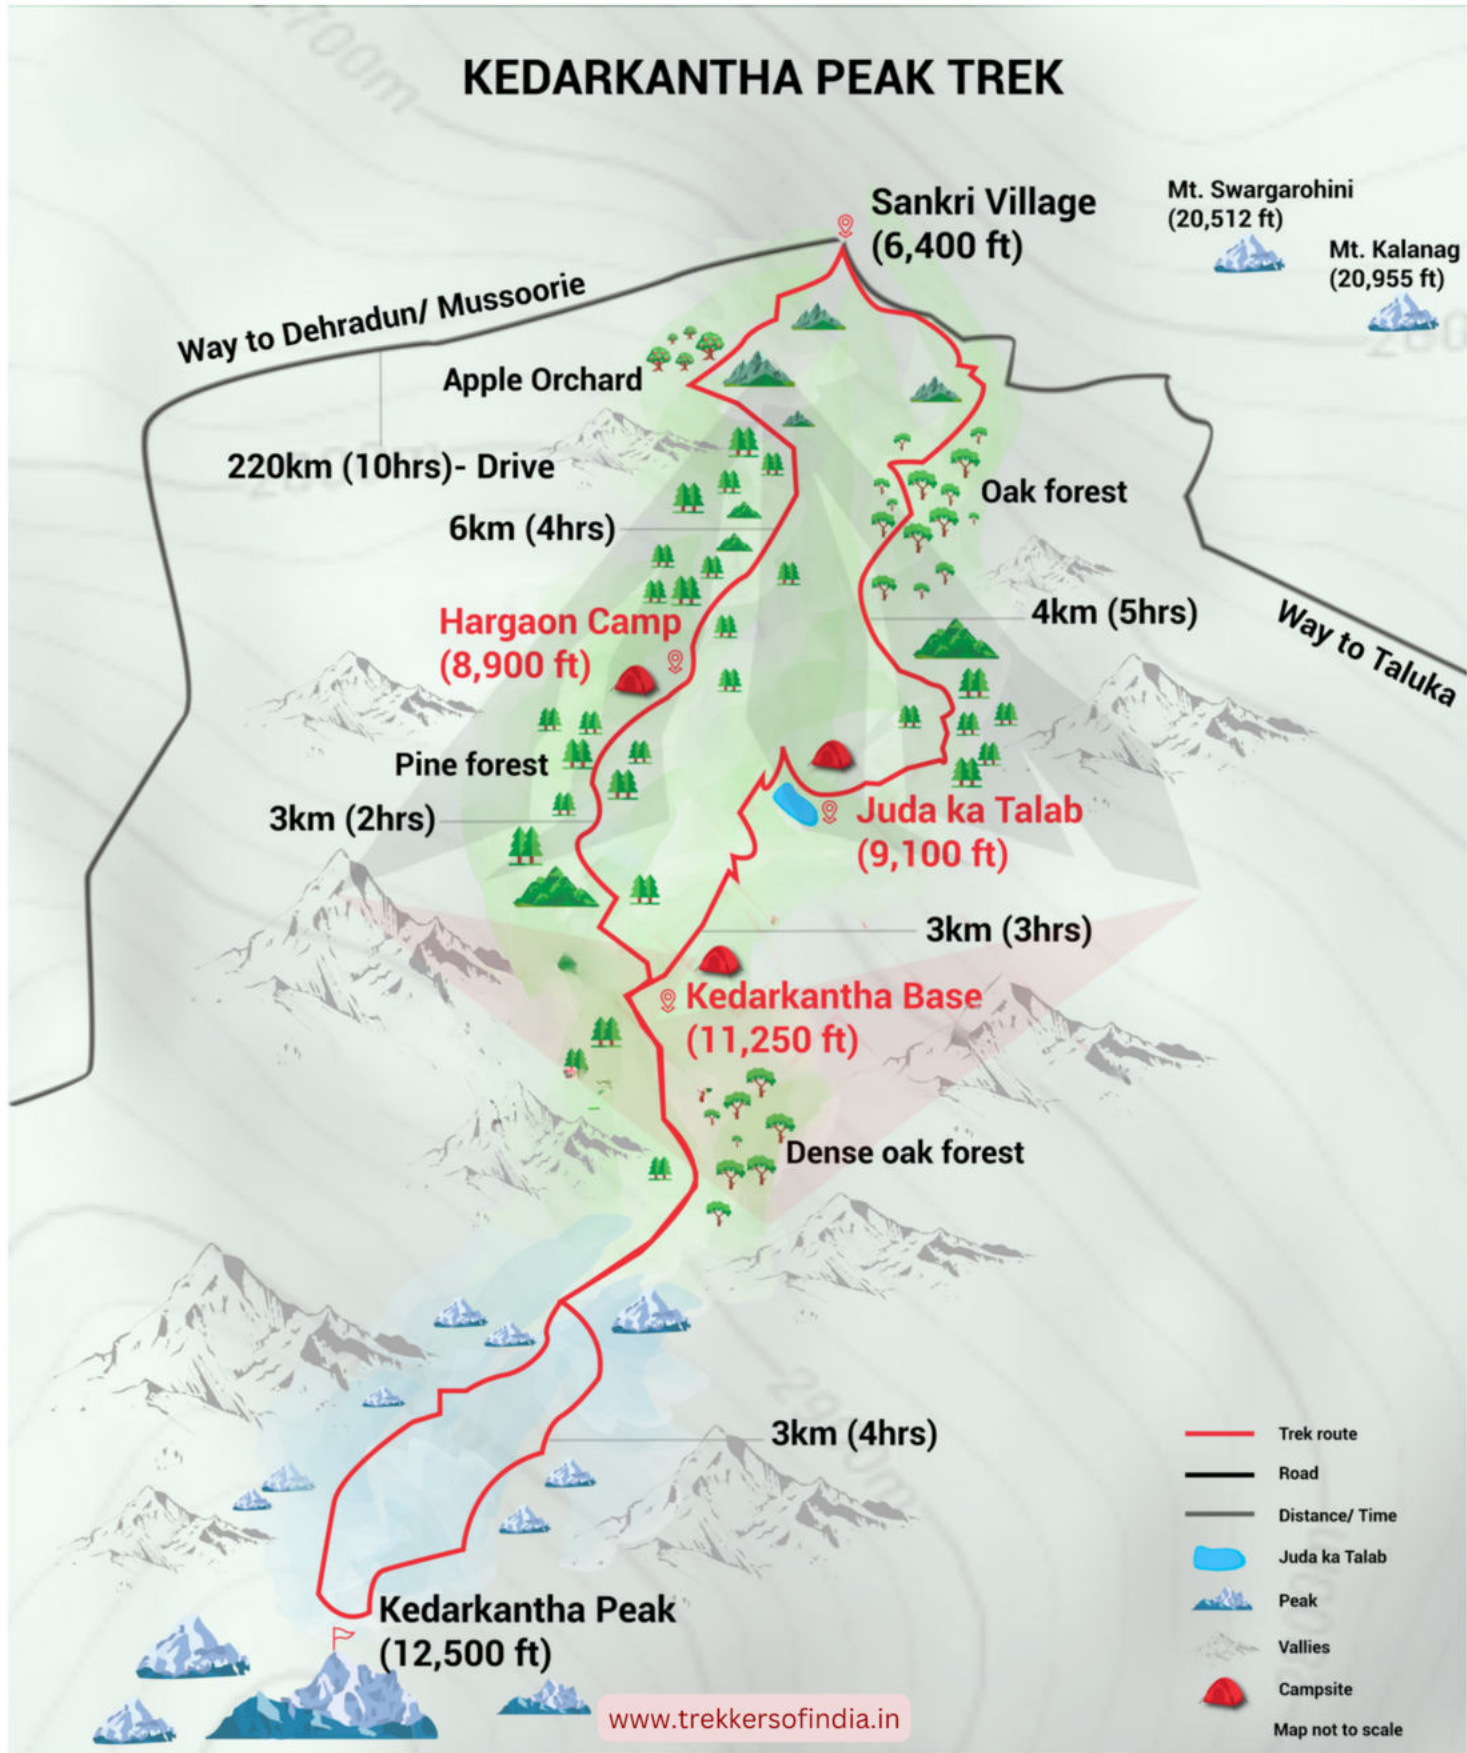 KEDARKANTHA PEAK TREK
Sankri Village
(6,400 ft)
Mt. Swargarohini
(20,512 ft)
Mt. Kalanag
(20,955 ft)
Way to Dehradun/ Mussoorie
Apple Orchard
220km (10hrs)- Drive
6km (4hrs)
Oak forest
Hargaon Camp
(8,900 ft)
4km (5hrs)
Way to Taluka
Pine forest
3km (2hrs)
Juda ka Talab
(9,100 ft)
3km (3hrs)
Kedarkantha Base
(11,250 ft)
Dense oak forest
3km (4hrs)
Kedarkantha Peak
(12,500 ft)
www.trekkersofindia.in
Trek route
Road
Distance/ Time
Juda ka Talab
Peak
Vallies
Campsite
Map not to scale